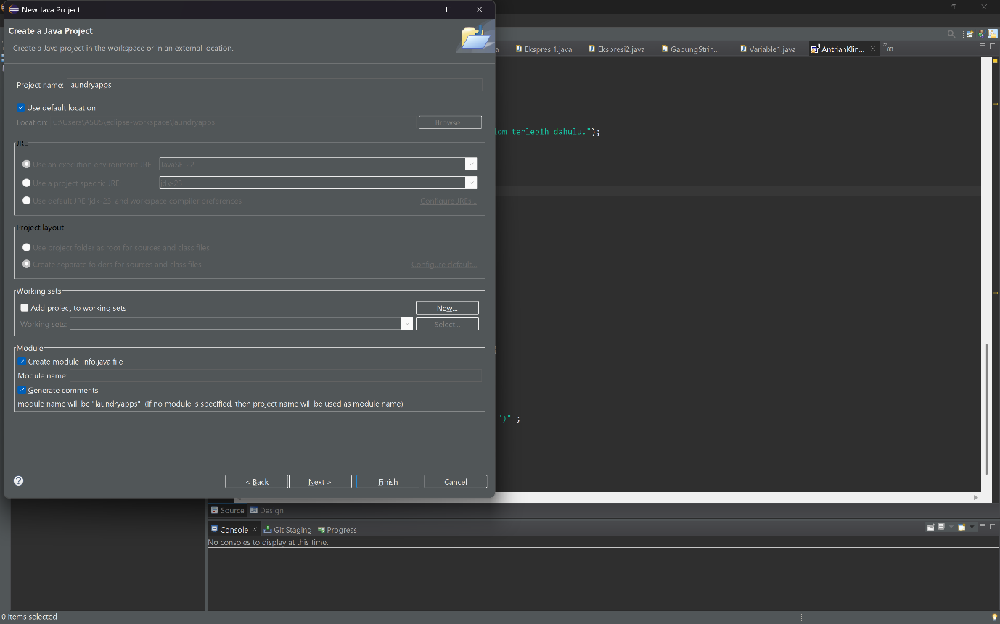 New Java Project
Create a Java Project
Create a Java project in the workspace or in an external location.
Project name: laundryapps
Use default location
Location: C:\Users\ASUS\eclipse-workspace\laundryapps Browse...
JRE
Use an execution environment JRE: JavaSE-22
Use a project specific JRE: jdk-23
Use default JRE 'jdk-23' and workspace compiler preferences Configure JREs...
Project layout
Use project folder as root for sources and class files
Create separate folders for sources and class files Configure default...
Working sets
Add project to working sets New...
Working sets: Select...
Module
Create module-info.java file
Module name:
Generate comments
module name will be "laundryapps" (if no module is specified, then project name will be used as module name)
< Back Next > Finish Cancel
a Ekspresi1.java Ekspresi2.java GabungStrin... Variable1.java AntrianKlin... "80
lom terlebih dahulu.");
{
")" ;
Source Design
Console Git Staging Progress
No consoles to display at this time.
0 items selected